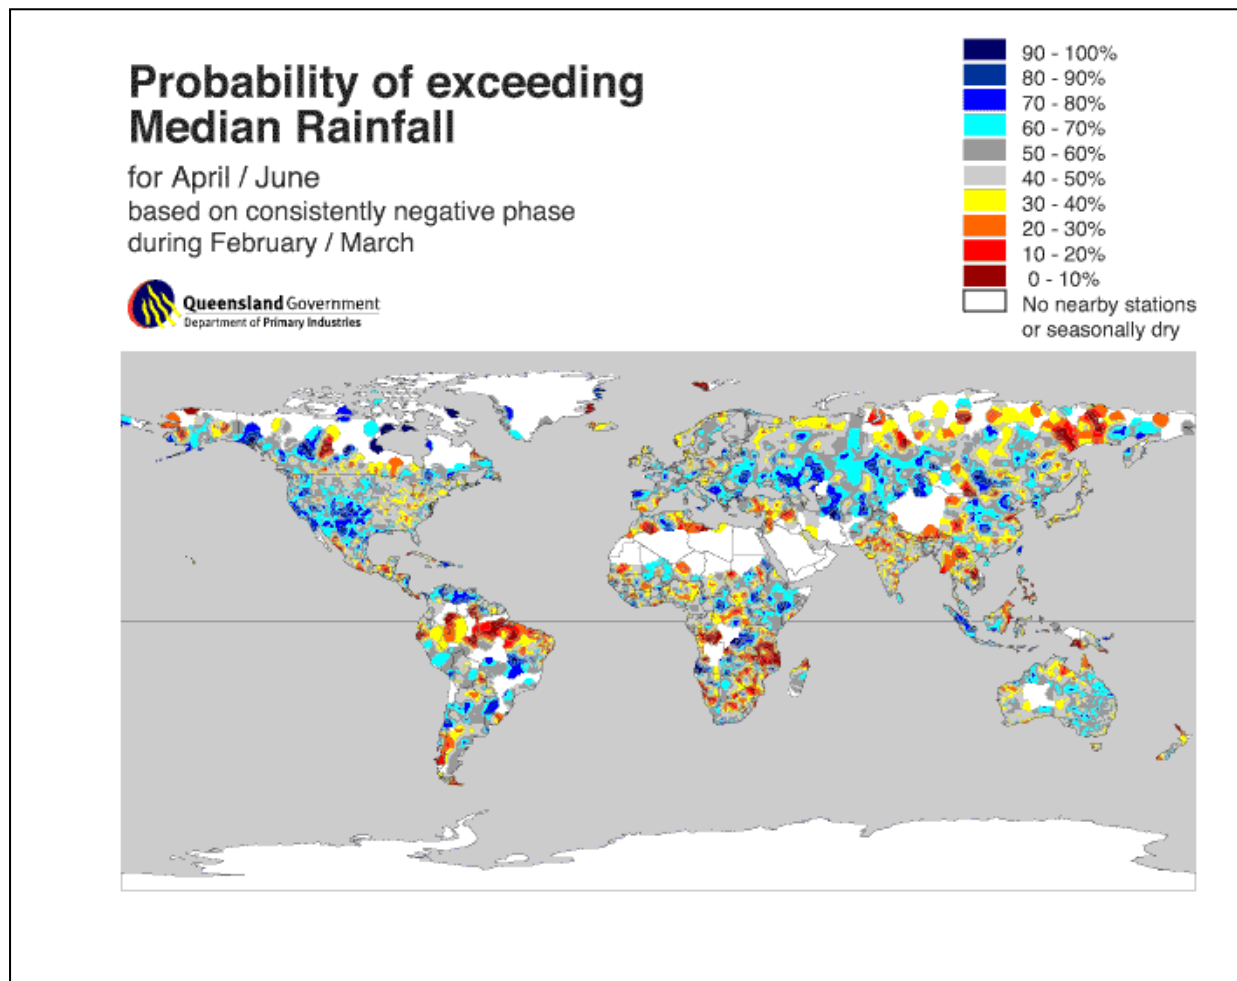 Probability of exceeding
Median Rainfall
for April / June
based on consistently negative phase
during February / March
Queensland Government
Department of Primary Industries
90 - 100%
80 - 90%
70 - 80%
60 - 70%
50 - 60%
40 - 50%
30 - 40%
20 - 30%
10 - 20%
0 - 10%
No nearby stations
or seasonally dry